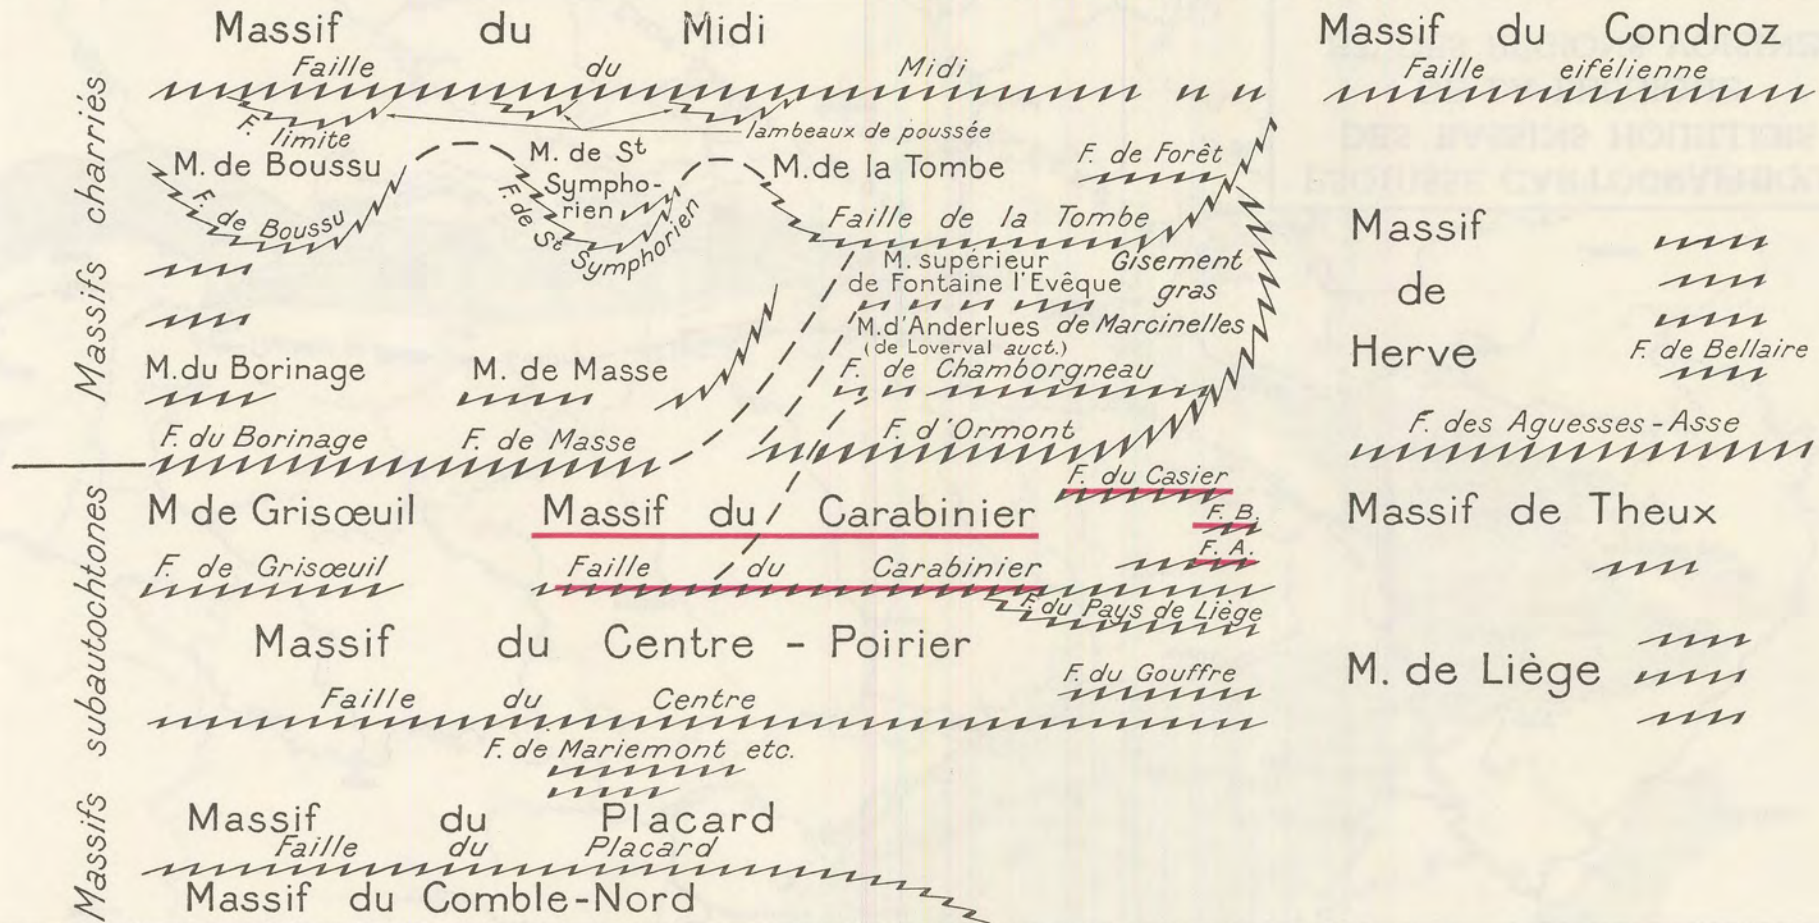 Massif du Midi
Faille du Midi
Massifs charriés
F. limite
lambeaux de poussée
M. de Boussu
F. de Boussu
M. de St
Sympho-
rien
F. de St Symphorien
M. de la Tombe
F. de Forêt
Faille de la Tombe
M. supérieur Gisement
de Fontaine l'Evêque gras
M. d'Anderlues de Marcinelles
(de Loverval auct.)
F. de Chamborgneau
M. du Borinage
M. de Masse
F. du Borinage
F. de Masse
F. d'Ormont
Massifs subautochtones
M de Grisœuil
F. de Grisœuil
Massif du Carabinier
F. du Casier
F. B.
F. A.
Faille du Carabinier
F. du Pays de Liège
Massif du Centre - Poirier
F. du Gouffre
Faille du Centre
F. de Mariemont etc.
Massif du Placard
Faille du Placard
Massif du Comble-Nord
Massif du Condroz
Faille eifélienne
Massif
de
Herve
F. de Bellaire
F. des Aguesses - Asse
Massif de Theux
M. de Liège